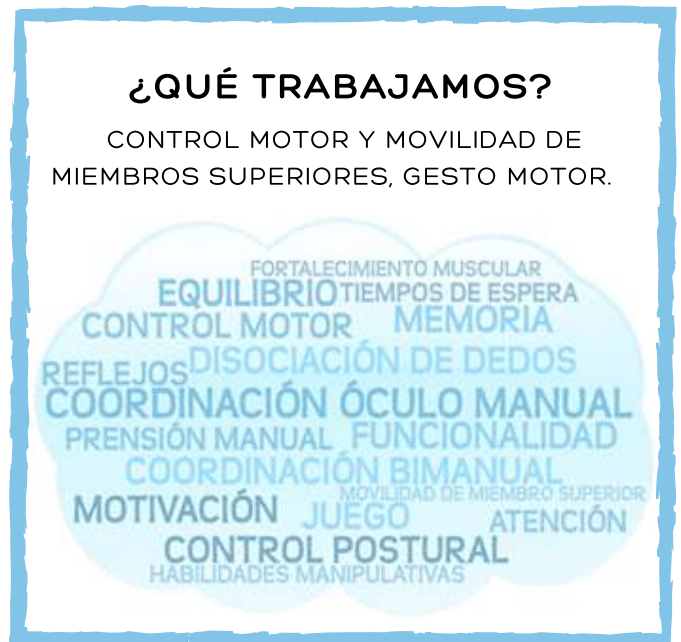 ¿QUÉ TRABAJAMOS?
CONTROL MOTOR Y MOVILIDAD DE
MIEMBROS SUPERIORES, GESTO MOTOR.
FORTALECIMIENTO MUSCULAR
EQUILIBRIO TIEMPOS DE ESPERA
CONTROL MOTOR MEMORIA
REFLEJOS DISOCIACIÓN DE DEDOS
COORDINACIÓN ÓCULO MANUAL
PRENSIÓN MANUAL FUNCIONALIDAD
COORDINACIÓN BIMANUAL
MOVILIDAD DE MIEMBRO SUPERIOR
MOTIVACIÓN JUEGO ATENCIÓN
CONTROL POSTURAL
HABILIDADES MANIPULATIVAS